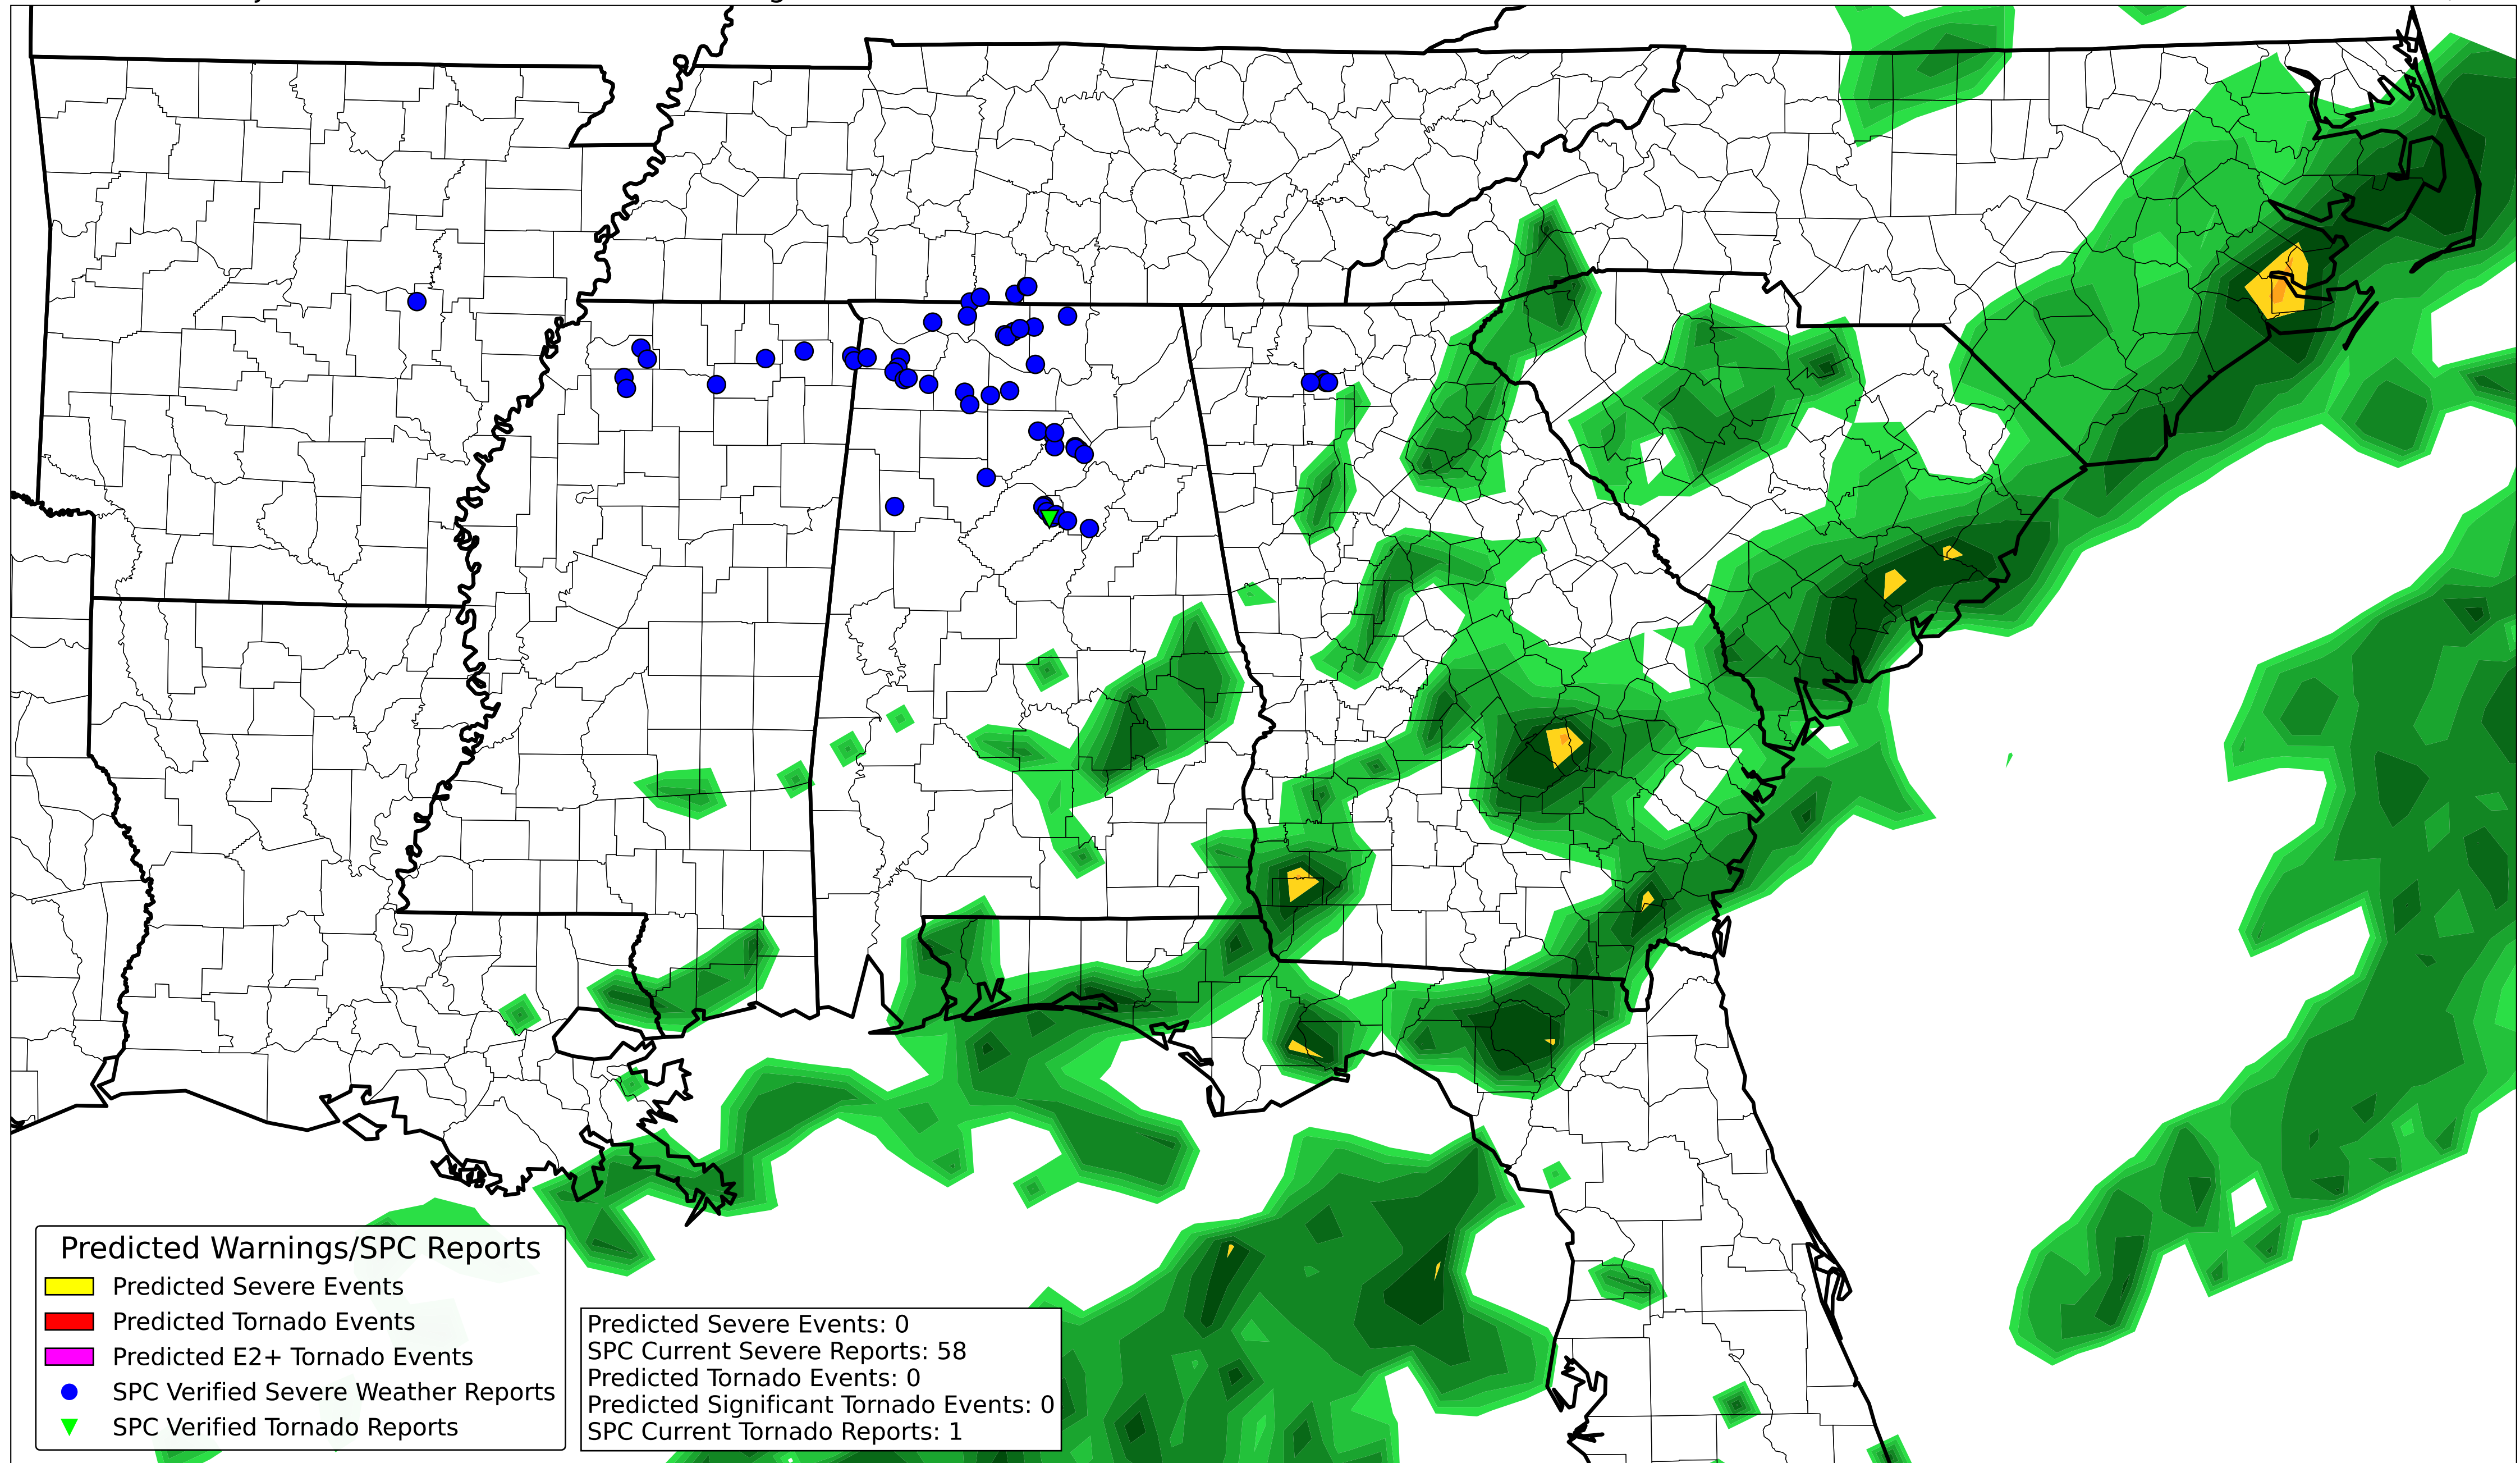 Predicted Warnings/SPC Reports
Predicted Severe Events
Predicted Tornado Events
Predicted E2+ Tornado Events
SPC Verified Severe Weather Reports
SPC Verified Tornado Reports
Predicted Severe Events: 0
SPC Current Severe Reports: 58
Predicted Tornado Events: 0
Predicted Significant Tornado Events: 0
SPC Current Tornado Reports: 1